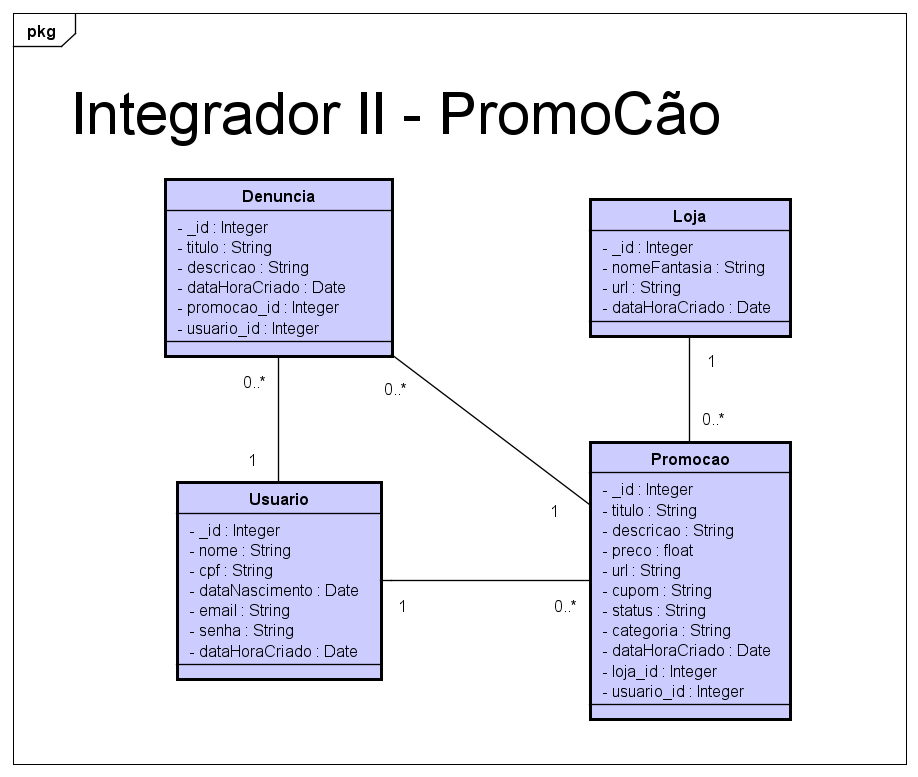 pkg
Integrador II - PromoCão
Denuncia
- _id : Integer
- titulo : String
- descricao : String
- dataHoraCriado : Date
- promocao_id : Integer
- usuario_id : Integer
Loja
- _id : Integer
- nomeFantasia : String
- url : String
- dataHoraCriado : Date
0..*
0..*
1
0..*
1
1
Usuario
- _id : Integer
- nome : String
- cpf : String
- dataNascimento : Date
- email : String
- senha : String
- dataHoraCriado : Date
1
0..*
Promocao
- _id : Integer
- titulo : String
- descricao : String
- preco : float
- url : String
- cupom : String
- status : String
- categoria : String
- dataHoraCriado : Date
- loja_id : Integer
- usuario_id : Integer